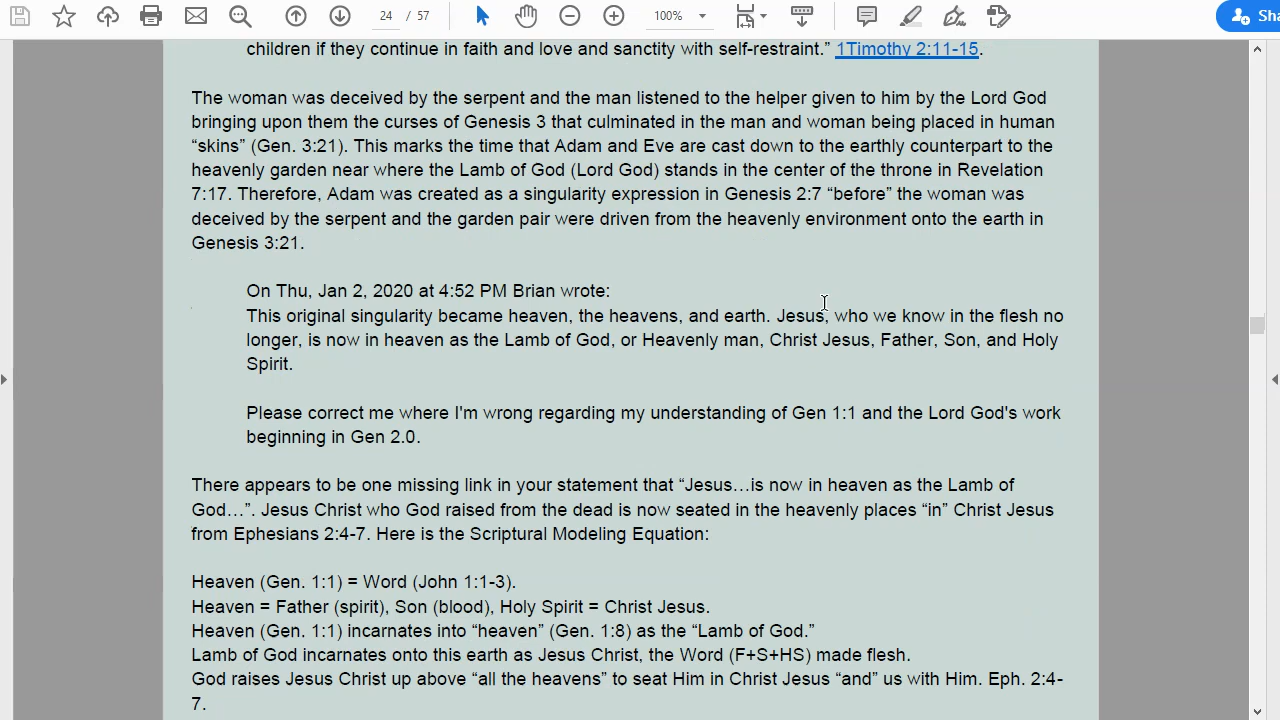 24 / 57
100%
Sha
children if they continue in faith and love and sanctity with self-restraint.” 1Timothy 2:11-15.
The woman was deceived by the serpent and the man listened to the helper given to him by the Lord God
bringing upon them the curses of Genesis 3 that culminated in the man and woman being placed in human
“skins” (Gen. 3:21). This marks the time that Adam and Eve are cast down to the earthly counterpart to the
heavenly garden near where the Lamb of God (Lord God) stands in the center of the throne in Revelation
7:17. Therefore, Adam was created as a singularity expression in Genesis 2:7 “before” the woman was
deceived by the serpent and the garden pair were driven from the heavenly environment onto the earth in
Genesis 3:21.
On Thu, Jan 2, 2020 at 4:52 PM Brian wrote:
This original singularity became heaven, the heavens, and earth. Jesus, who we know in the flesh no
longer, is now in heaven as the Lamb of God, or Heavenly man, Christ Jesus, Father, Son, and Holy
Spirit.
Please correct me where I'm wrong regarding my understanding of Gen 1:1 and the Lord God's work
beginning in Gen 2.0.
There appears to be one missing link in your statement that “Jesus…is now in heaven as the Lamb of
God…”. Jesus Christ who God raised from the dead is now seated in the heavenly places “in” Christ Jesus
from Ephesians 2:4-7. Here is the Scriptural Modeling Equation:
Heaven (Gen. 1:1) = Word (John 1:1-3).
Heaven = Father (spirit), Son (blood), Holy Spirit = Christ Jesus.
Heaven (Gen. 1:1) incarnates into “heaven” (Gen. 1:8) as the “Lamb of God.”
Lamb of God incarnates onto this earth as Jesus Christ, the Word (F+S+HS) made flesh.
God raises Jesus Christ up above “all the heavens” to seat Him in Christ Jesus “and” us with Him. Eph. 2:4-
7.